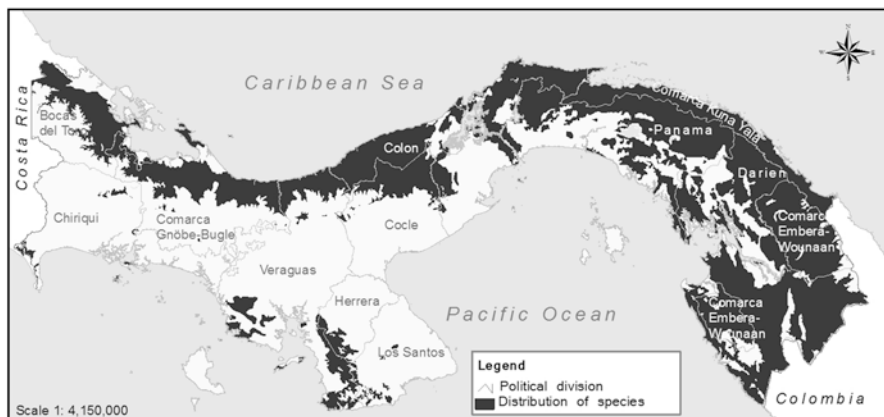 Caribbean Sea
Costa Rica
Bocas
del Toro
Colon
Comarca Kuna Yala
Panama
Darien
Chiriqui
Comarca
Gnöbe-Bugle
Cocle
Comarca
Embera-
Wounaan
Veraguas
Herrera
Pacific Ocean
Comarca
Embera-
Wounaan
Los Santos
Legend
Political division
Distribution of species
Scale 1: 4,150,000
Colombia